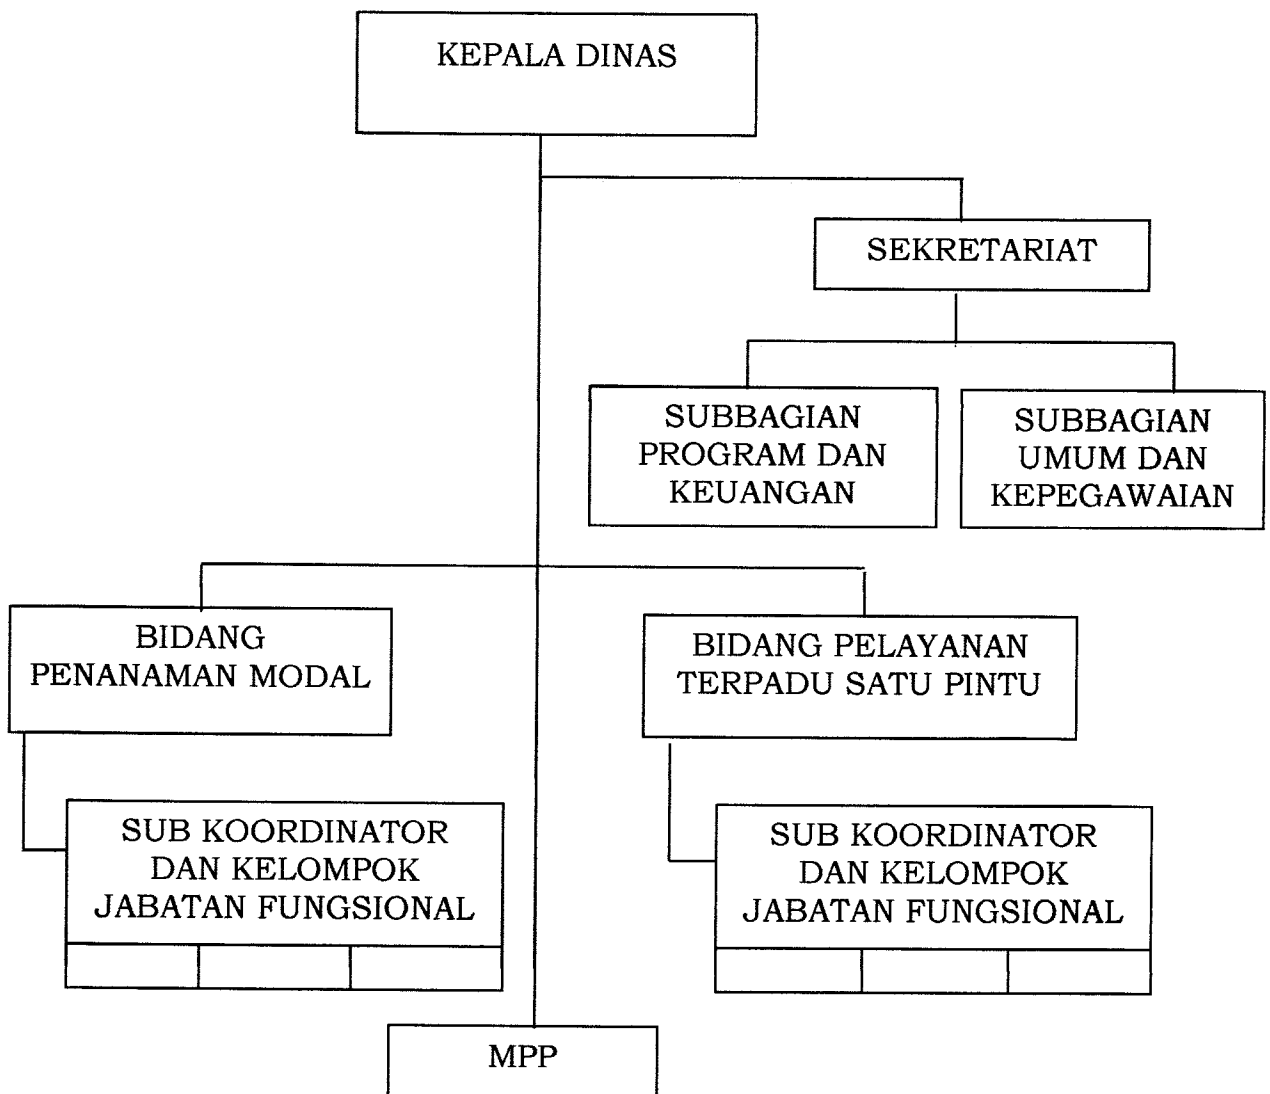 KEPALA DINAS
SEKRETARIAT
SUBBAGIAN
PROGRAM DAN
KEUANGAN
SUBBAGIAN
UMUM DAN
KEPEGAWAIAN
BIDANG
PENANAMAN MODAL
BIDANG PELAYANAN
TERPADU SATU PINTU
SUB KOORDINATOR
DAN KELOMPOK
JABATAN FUNGSIONAL
SUB KOORDINATOR
DAN KELOMPOK
JABATAN FUNGSIONAL
MPP